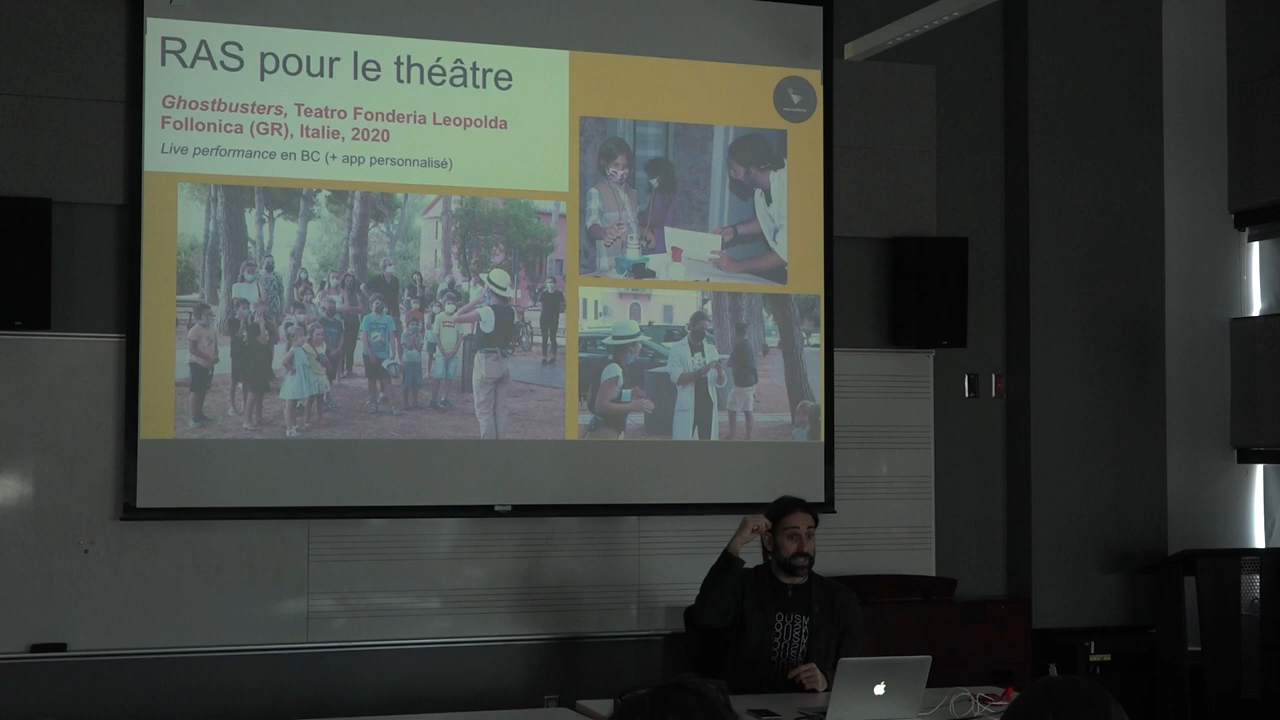 RAS pour le théâtre
Ghostbusters, Teatro Fonderia Leopolda
Follonica (GR), Italie, 2020
Live performance en BC (+ app personnalisé)